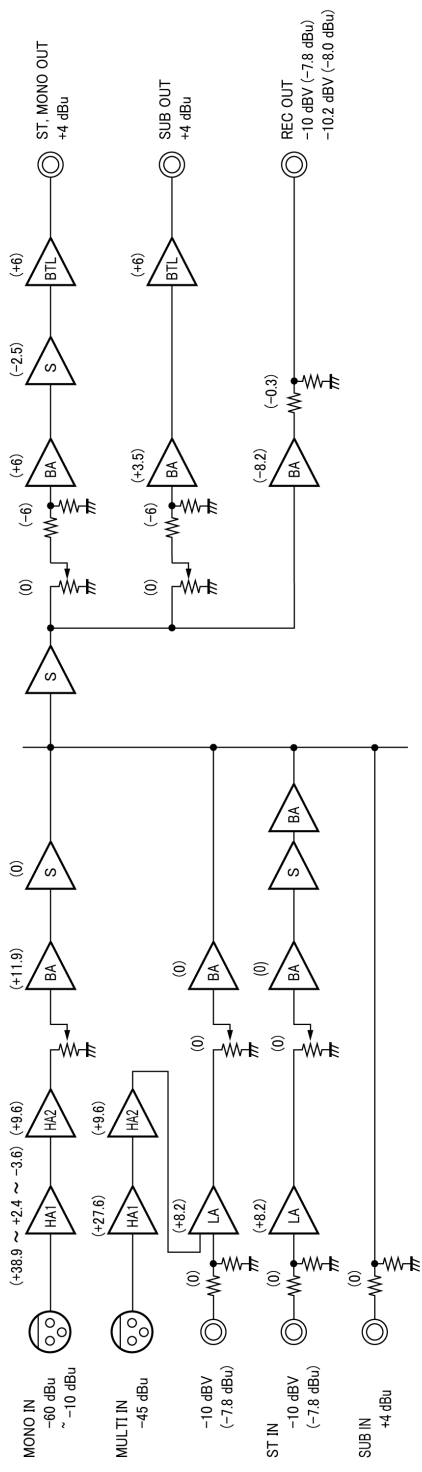 MONO IN
-60 dBu
~ -10 dBu
(+38.9 ~ +2.4 ~ -3.6)
HA1
(+9.6)
HA2
(+11.9)
BA
(0)
S
S
(0)
(-6)
(+6)
BA
(-2.5)
S
(+6)
BTL
ST, MONO OUT
+4 dBu
MULTI IN
-45 dBu
(+27.6)
HA1
(+9.6)
HA2
(0)
(-6)
(+3.5)
BA
(+6)
BTL
SUB OUT
+4 dBu
-10 dBV
(-7.8 dBu)
(0)
(+8.2)
LA
(0)
(0)
BA
(-8.2)
BA
(-0.3)
REC OUT
-10 dBV (-7.8 dBu)
-10.2 dBV (-8.0 dBu)
ST IN
-10 dBV
(-7.8 dBu)
(0)
(+8.2)
LA
(0)
(0)
BA
S
BA
SUB IN
+4 dBu
(0)